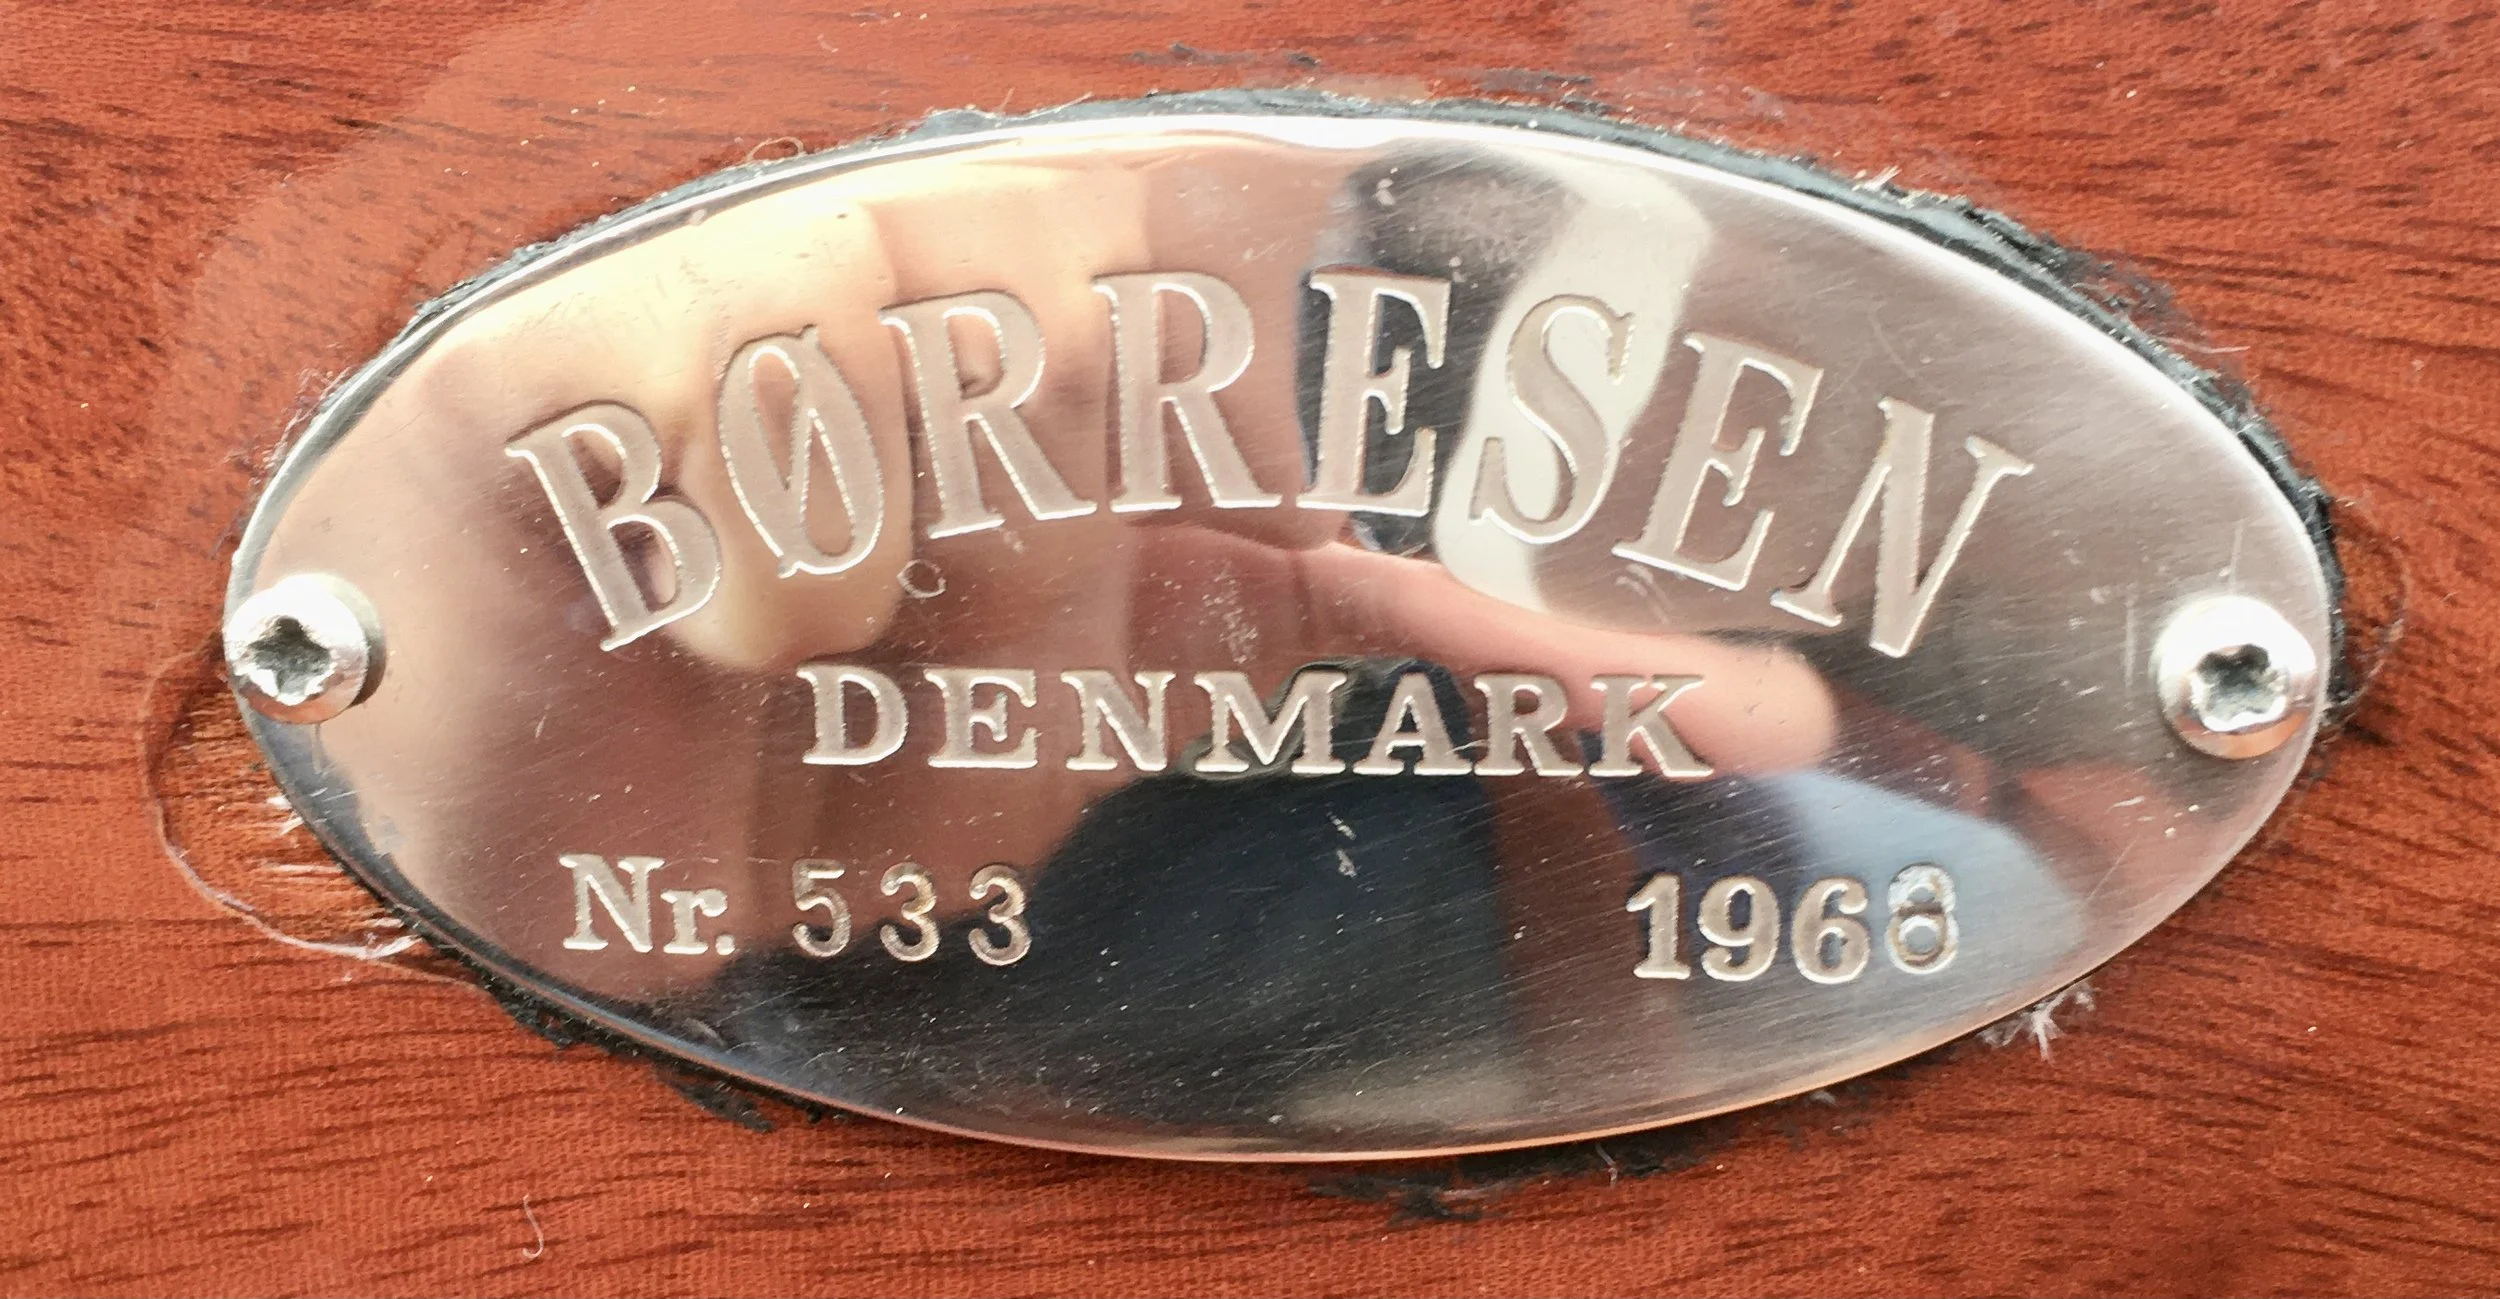 BØRRESEN
DENMARK
Nr. 533 1968